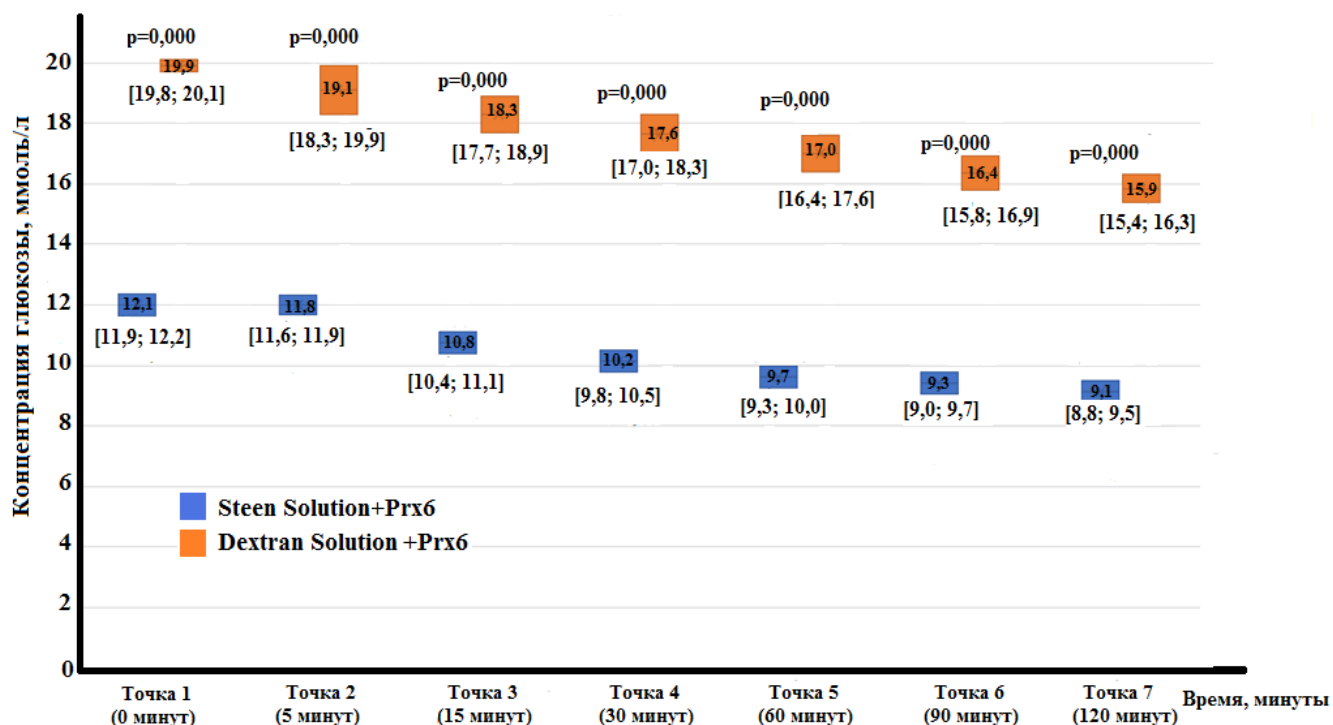 Концентрация глюкозы, ммоль/л
20
18
16
14
12
10
8
6
4
2
0
p=0,000
p=0,000
p=0,000
p=0,000
p=0,000
p=0,000
p=0,000
19,9
19,1
18,3
17,6
17,0
16,4
15,9
[19,8; 20,1]
[18,3; 19,9]
[17,7; 18,9]
[17,0; 18,3]
[16,4; 17,6]
[15,8; 16,9]
[15,4; 16,3]
12,1
11,8
10,8
10,2
9,7
9,3
9,1
[11,9; 12,2]
[11,6; 11,9]
[10,4; 11,1]
[9,8; 10,5]
[9,3; 10,0]
[9,0; 9,7]
[8,8; 9,5]
Steen Solution+Prx6
Dextran Solution +Prx6
Точка 1
(0 минут)
Точка 2
(5 минут)
Точка 3
(15 минут)
Точка 4
(30 минут)
Точка 5
(60 минут)
Точка 6
(90 минут)
Точка 7
(120 минут)
Время, минуты